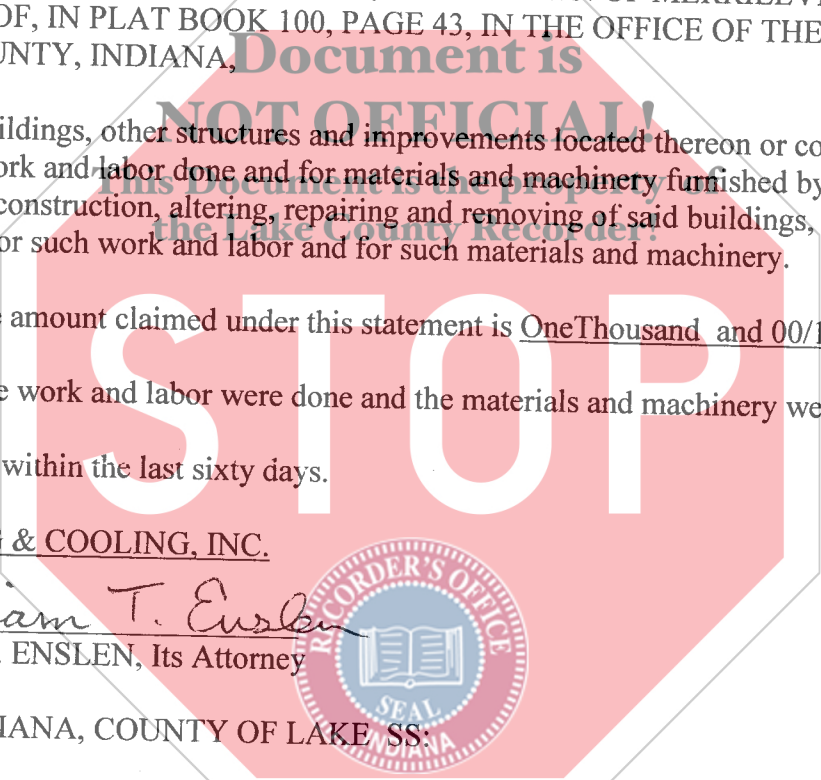 OF, IN PLAT BOOK 100, PAGE 43, IN THE OFFICE OF THE
UNTY, INDIANA,
Document is
NOT OFFICIAL!
This Document is the property of
the Lake County Recorder!
ildings, other structures and improvements located thereon or co
ork and labor done and for materials and machinery furnished by
construction, altering, repairing and removing of said buildings,
or such work and labor and for such materials and machinery.
STOP
e amount claimed under this statement is OneThousand and 00/1
e work and labor were done and the materials and machinery we
within the last sixty days.
& COOLING, INC.
iam T. Enslen
. ENSLEN, Its Attorney
RECORDER'S OFFICE
SEAL
INDIANA
IANA, COUNTY OF LAKE SS: